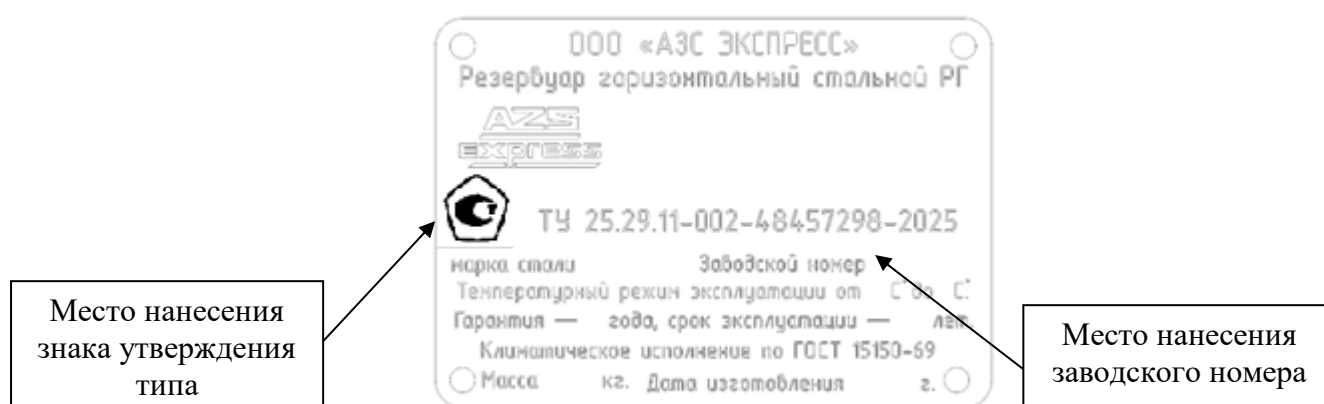 ООО «АЗС ЭКСПРЕСС»
Резервуар горизонтальный стальной РГ
AZS
express
ТУ 25.29.11-002-48457298-2025
марка стали Заводской номер
Температурный режим эксплуатации от С° до С°
Гарантия — года, срок эксплуатации — лет.
Климатическое исполнение по ГОСТ 15150-69
Масса кг. Дата изготовления г.
Место нанесения
знака утверждения
типа
Место нанесения
заводского номера